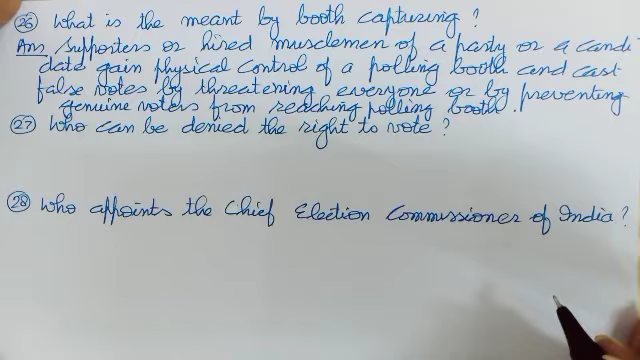 26 What is the meant by booth capturing?
Ans Supporters or hired musclemen of a party or a candi-
date gain physical control of a polling booth and cast
false votes by threatening everyone or by preventing
genuine voters from reaching polling booth.
27 Who can be denied the right to vote?
28 Who appoints the Chief Election Commissioner of India?